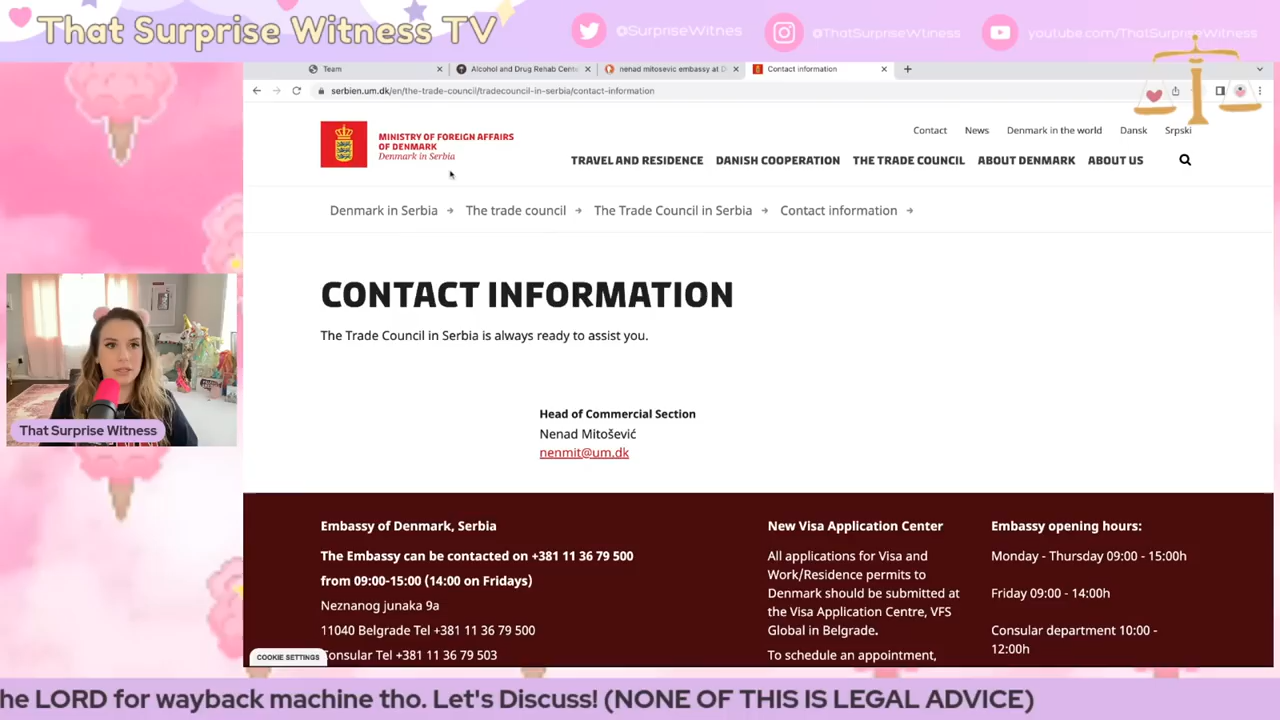 That Surprise Witness TV
@SurpriseWitnes
@ThatSurpriseWitness
youtube.com/ThatSurpriseWitness
Team
Alcohol and Drug Rehab Cent
nenad mitosevic embassy at D
Contact information
serbien.um.dk/en/the-trade-council/tradecouncil-in-serbia/contact-information
Contact
News
Denmark in the world
Dansk
Srpski
MINISTRY OF FOREIGN AFFAIRS
OF DENMARK
Denmark in Serbia
TRAVEL AND RESIDENCE
DANISH COOPERATION
THE TRADE COUNCIL
ABOUT DENMARK
ABOUT US
Denmark in Serbia
The trade council
The Trade Council in Serbia
Contact information
CONTACT INFORMATION
The Trade Council in Serbia is always ready to assist you.
Head of Commercial Section
Nenad Mitošević
nenmit@um.dk
That Surprise Witness
Embassy of Denmark, Serbia
The Embassy can be contacted on +381 11 36 79 500
from 09:00-15:00 (14:00 on Fridays)
Neznanog junaka 9a
11040 Belgrade Tel +381 11 36 79 500
Consular Tel +381 11 36 79 503
New Visa Application Center
All applications for Visa and
Work/Residence permits to
Denmark should be submitted at
the Visa Application Centre, VFS
Global in Belgrade.
To schedule an appointment,
Embassy opening hours:
Monday - Thursday 09:00 - 15:00h
Friday 09:00 - 14:00h
Consular department 10:00 -
12:00h
COOKIE SETTINGS
he LORD for wayback machine tho. Let's Discuss! (NONE OF THIS IS LEGAL ADVICE)